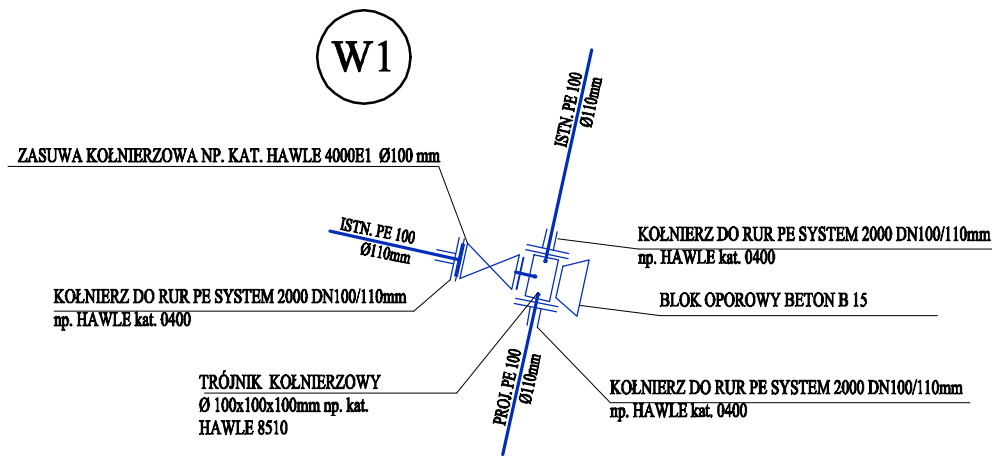 W1
ISTN. PE 100
Ø110mm
ZASUWA KOŁNIERZOWA NP. KAT. HAWLE 4000E1 Ø100 mm
ISTN. PE 100
Ø110mm
KOŁNIERZ DO RUR PE SYSTEM 2000 DN100/110mm
np. HAWLE kat. 0400
KOŁNIERZ DO RUR PE SYSTEM 2000 DN100/110mm
np. HAWLE kat. 0400
BLOK OPOROWY BETON B 15
TRÓJNIK KOŁNIERZOWY
Ø 100x100x100mm np. kat.
HAWLE 8510
PROJ. PE 100
Ø110mm
KOŁNIERZ DO RUR PE SYSTEM 2000 DN100/110mm
np. HAWLE kat. 0400